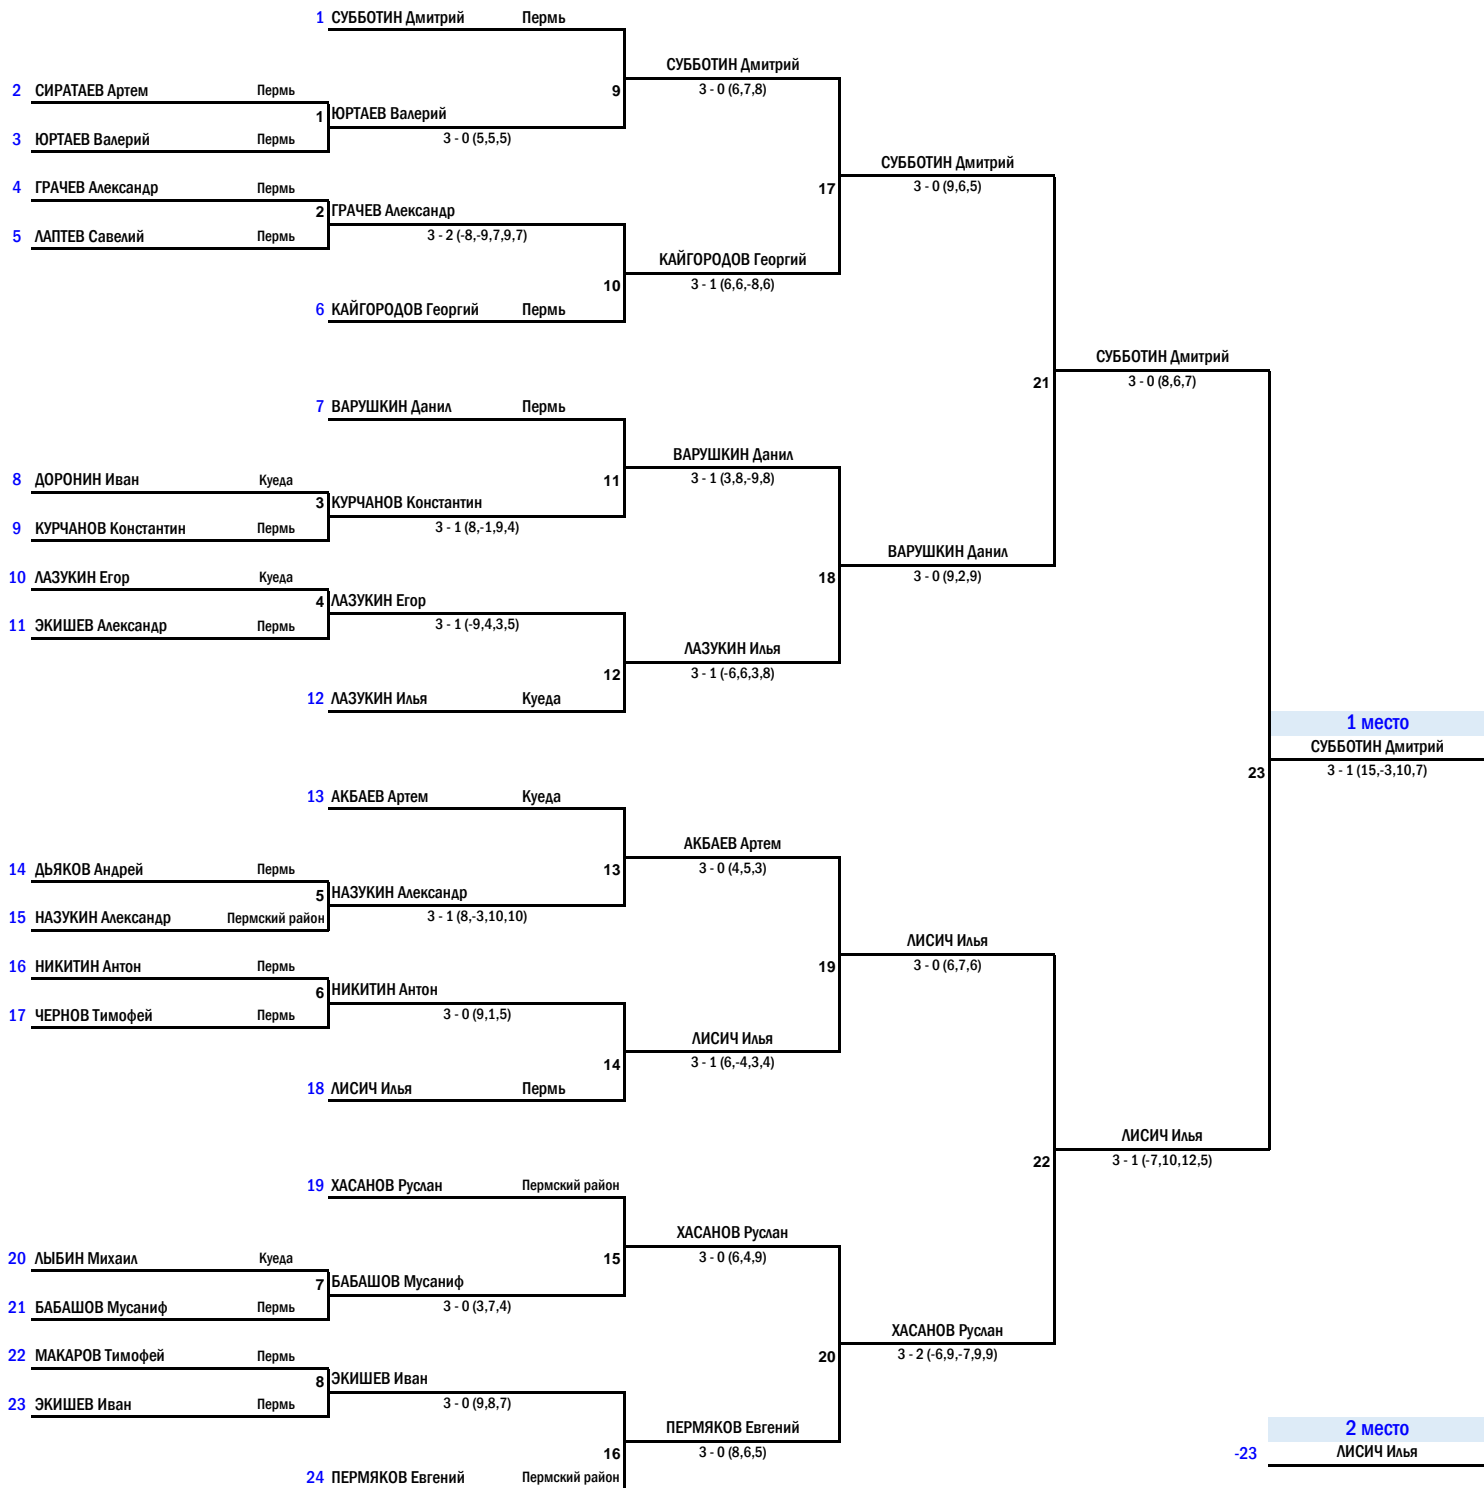 1 СУББОТИН Дмитрий Пермь
СУББОТИН Дмитрий
2 СИРАТАЕВ Артем Пермь 9 3 - 0 (6,7,8)
1 ЮРТАЕВ Валерий
3 ЮРТАЕВ Валерий Пермь 3 - 0 (5,5,5)
СУББОТИН Дмитрий
4 ГРАЧЕВ Александр Пермь 17 3 - 0 (9,6,5)
2 ГРАЧЕВ Александр
5 ЛАПТЕВ Савелий Пермь 3 - 2 (-8,-9,7,9,7)
КАЙГОРОДОВ Георгий
10 3 - 1 (6,6,-8,6)
6 КАЙГОРОДОВ Георгий Пермь
СУББОТИН Дмитрий
21 3 - 0 (8,6,7)
7 ВАРУШКИН Данил Пермь
ВАРУШКИН Данил
8 ДОРОНИН Иван Куеда 11 3 - 1 (3,8,-9,8)
3 КУРЧАНОВ Константин
9 КУРЧАНОВ Константин Пермь 3 - 1 (8,-1,9,4)
ВАРУШКИН Данил
10 ЛАЗУКИН Егор Куеда 18 3 - 0 (9,2,9)
4 ЛАЗУКИН Егор
11 ЭКИШЕВ Александр Пермь 3 - 1 (-9,4,3,5)
ЛАЗУКИН Илья
12 3 - 1 (-6,6,3,8)
12 ЛАЗУКИН Илья Куеда
1 место
СУББОТИН Дмитрий
23 3 - 1 (15,-3,10,7)
13 АКБАЕВ Артем Куеда
АКБАЕВ Артем
14 ДЬЯКОВ Андрей Пермь 13 3 - 0 (4,5,3)
5 НАЗУКИН Александр
15 НАЗУКИН Александр Пермский район 3 - 1 (8,-3,10,10)
ЛИСИЧ Илья
16 НИКИТИН Антон Пермь 19 3 - 0 (6,7,6)
6 НИКИТИН Антон
17 ЧЕРНОВ Тимофей Пермь 3 - 0 (9,1,5)
ЛИСИЧ Илья
14 3 - 1 (6,-4,3,4)
18 ЛИСИЧ Илья Пермь
ЛИСИЧ Илья
22 3 - 1 (-7,10,12,5)
19 ХАСАНОВ Руслан Пермский район
ХАСАНОВ Руслан
20 ЛЫБИН Михаил Куеда 15 3 - 0 (6,4,9)
7 БАБАШОВ Мусаниф
21 БАБАШОВ Мусаниф Пермь 3 - 0 (3,7,4)
ХАСАНОВ Руслан
22 МАКАРОВ Тимофей Пермь 20 3 - 2 (-6,9,-7,9,9)
8 ЭКИШЕВ Иван
23 ЭКИШЕВ Иван Пермь 3 - 0 (9,8,7)
ПЕРМЯКОВ Евгений 2 место
16 3 - 0 (8,6,5) -23 ЛИСИЧ Илья
24 ПЕРМЯКОВ Евгений Пермский район